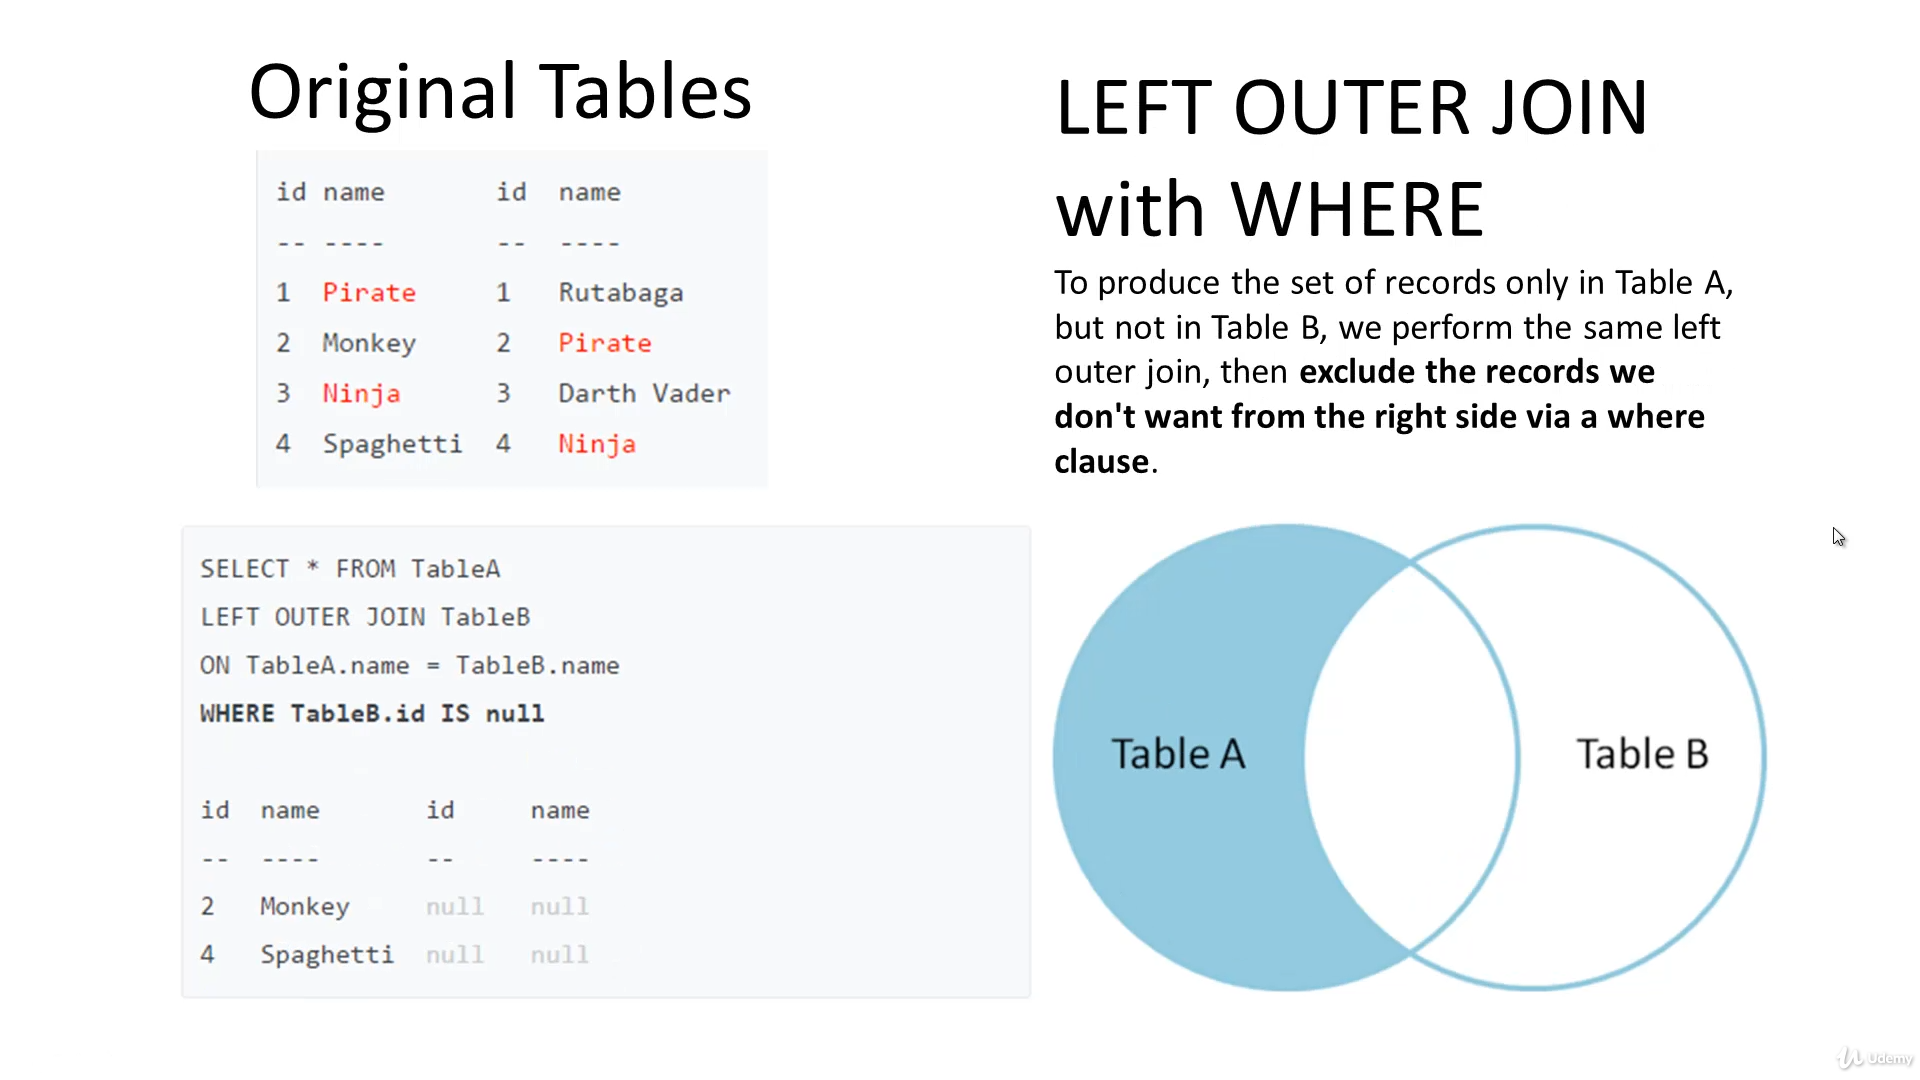 Original Tables
id name id name
-- ---- -- ----
1 Pirate 1 Rutabaga
2 Monkey 2 Pirate
3 Ninja 3 Darth Vader
4 Spaghetti 4 Ninja
SELECT * FROM TableA
LEFT OUTER JOIN TableB
ON TableA.name = TableB.name
WHERE TableB.id IS null
id name id name
-- ---- -- ----
2 Monkey null null
4 Spaghetti null null
LEFT OUTER JOIN
with WHERE
To produce the set of records only in Table A,
but not in Table B, we perform the same left
outer join, then exclude the records we
don't want from the right side via a where
clause.
Table A
Table B
Udemy